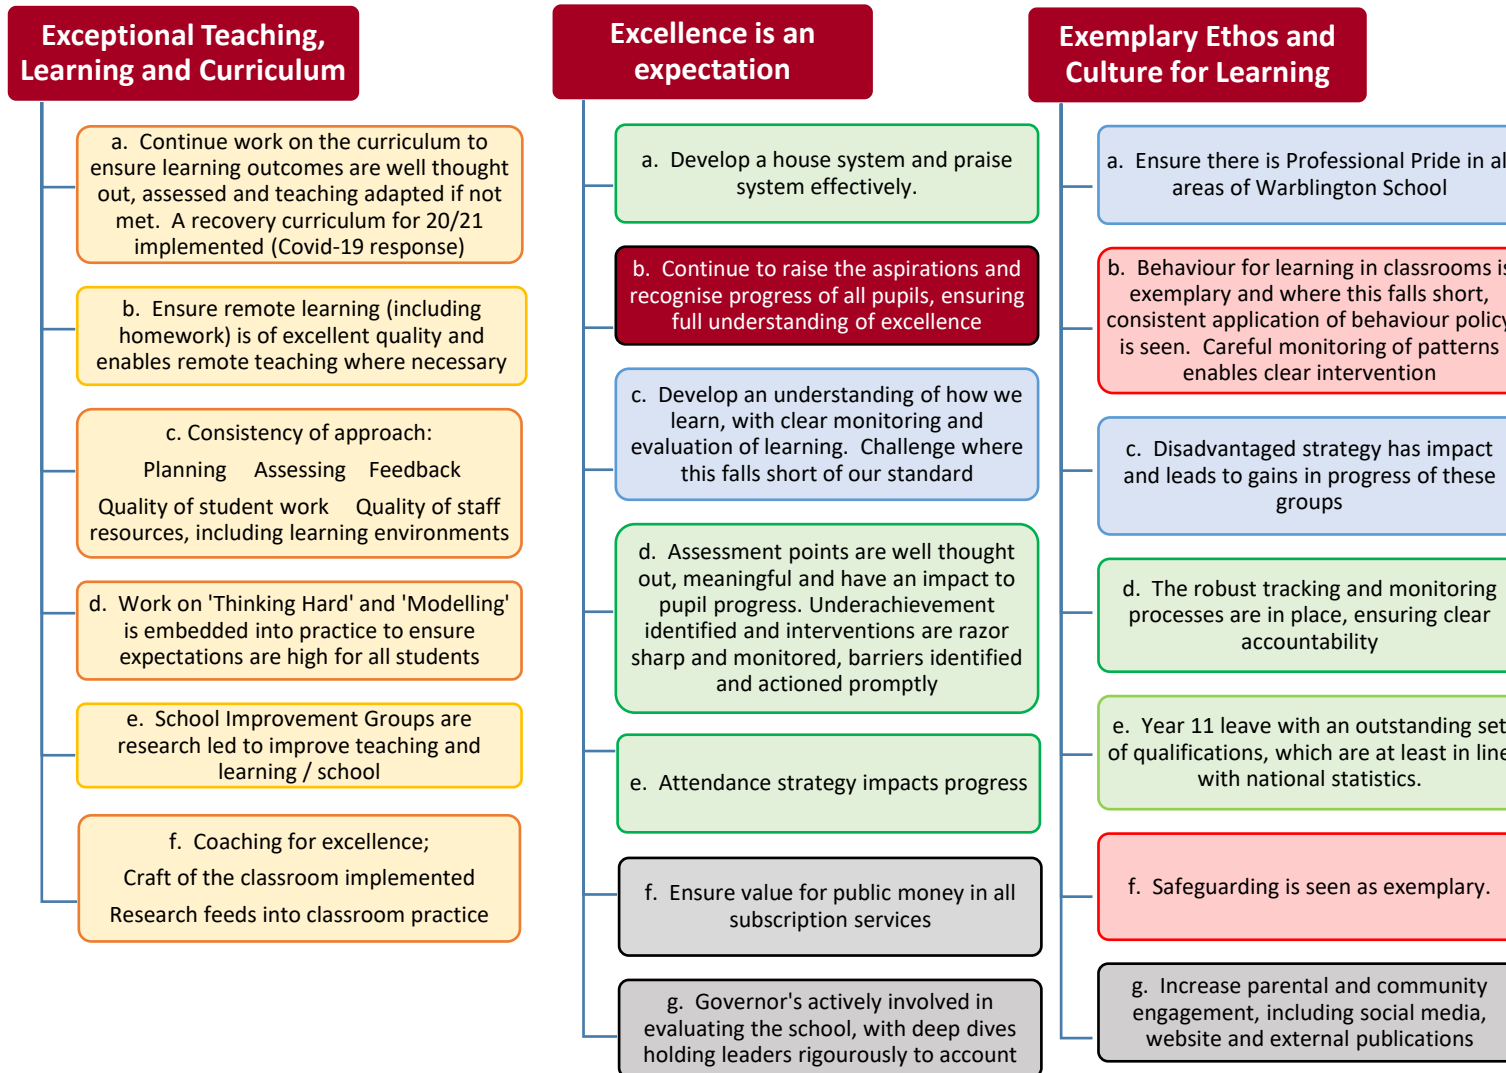 Exceptional Teaching,
Learning and Curriculum
a. Continue work on the curriculum to
ensure learning outcomes are well thought
out, assessed and teaching adapted if not
met. A recovery curriculum for 20/21
implemented (Covid-19 response)
b. Ensure remote learning (including
homework) is of excellent quality and
enables remote teaching where necessary
c. Consistency of approach:
Planning Assessing Feedback
Quality of student work Quality of staff
resources, including learning environments
d. Work on 'Thinking Hard' and 'Modelling'
is embedded into practice to ensure
expectations are high for all students
e. School Improvement Groups are
research led to improve teaching and
learning / school
f. Coaching for excellence;
Craft of the classroom implemented
Research feeds into classroom practice
Excellence is an
expectation
a. Develop a house system and praise
system effectively.
b. Continue to raise the aspirations and
recognise progress of all pupils, ensuring
full understanding of excellence
c. Develop an understanding of how we
learn, with clear monitoring and
evaluation of learning. Challenge where
this falls short of our standard
d. Assessment points are well thought
out, meaningful and have an impact to
pupil progress. Underachievement
identified and interventions are razor
sharp and monitored, barriers identified
and actioned promptly
e. Attendance strategy impacts progress
f. Ensure value for public money in all
subscription services
g. Governor's actively involved in
evaluating the school, with deep dives
holding leaders rigourously to account
Exemplary Ethos and
Culture for Learning
a. Ensure there is Professional Pride in al
areas of Warblington School
b. Behaviour for learning in classrooms is
exemplary and where this falls short,
consistent application of behaviour policy
is seen. Careful monitoring of patterns
enables clear intervention
c. Disadvantaged strategy has impact
and leads to gains in progress of these
groups
d. The robust tracking and monitoring
processes are in place, ensuring clear
accountability
e. Year 11 leave with an outstanding set
of qualifications, which are at least in line
with national statistics.
f. Safeguarding is seen as exemplary.
g. Increase parental and community
engagement, including social media,
website and external publications